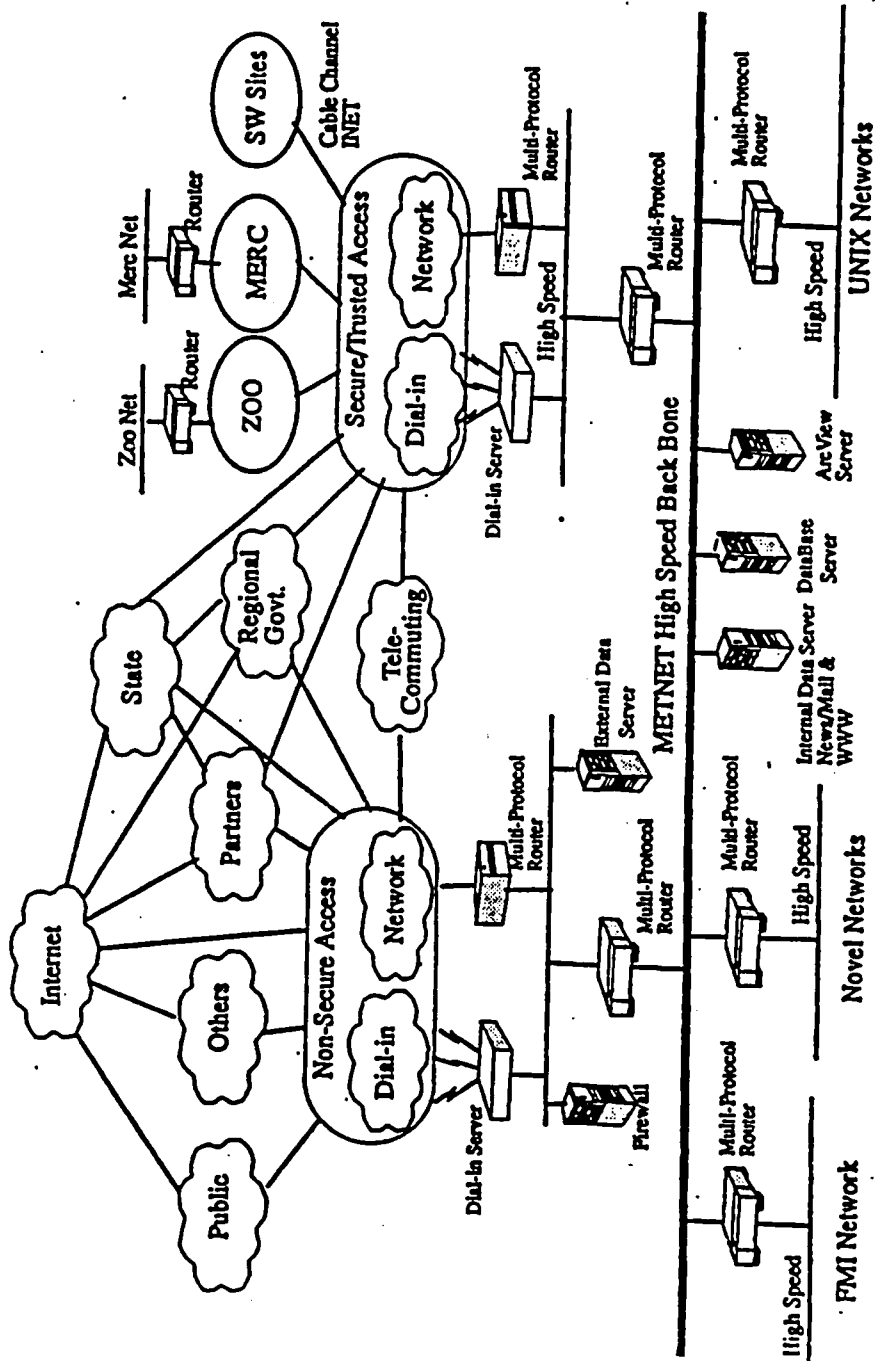 Internet
State
Public
Others
Partners
Regional
Govt.
Zoo Net
Merc Net
Router
Router
ZOO
MERC
SW Sites
Cable Channel
INET
Non-Secure Access
Dial-in
Network
Tele-
Commuting
Secure/Trusted Access
Dial-in
Network
Dial-in Server
Multi-Protocol
Router
Dial-in Server
High Speed
Multi-Protocol
Router
Firewall
Multi-Protocol
Router
External Data
Server
Multi-Protocol
Router
METNET High Speed Back Bone
Multi-Protocol
Router
High Speed
FMI Network
Multi-Protocol
Router
High Speed
Novel Networks
Internal Data Server
News/Mail &
WWW
DataBase
Server
ArcView
Server
Multi-Protocol
Router
High Speed
UNIX Networks